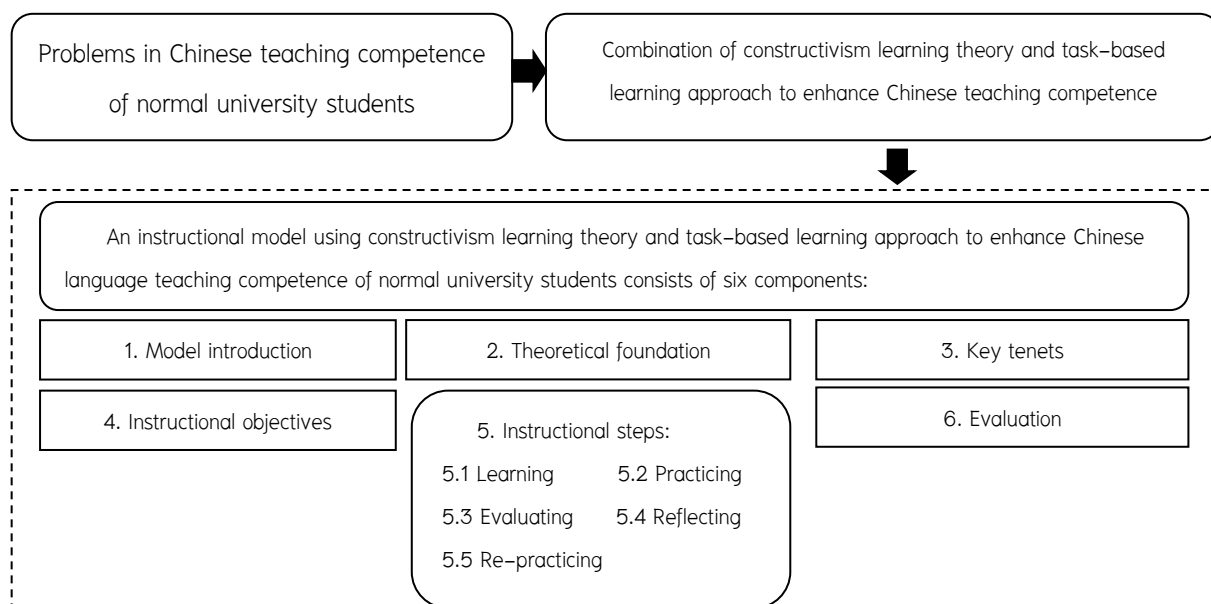 Problems in Chinese teaching competence
of normal university students
Combination of constructivism learning theory and task-based
learning approach to enhance Chinese teaching competence
An instructional model using constructivism learning theory and task-based learning approach to enhance Chinese
language teaching competence of normal university students consists of six components:
1. Model introduction
2. Theoretical foundation
3. Key tenets
4. Instructional objectives
5. Instructional steps:
5.1 Learning 5.2 Practicing
5.3 Evaluating 5.4 Reflecting
5.5 Re-practicing
6. Evaluation